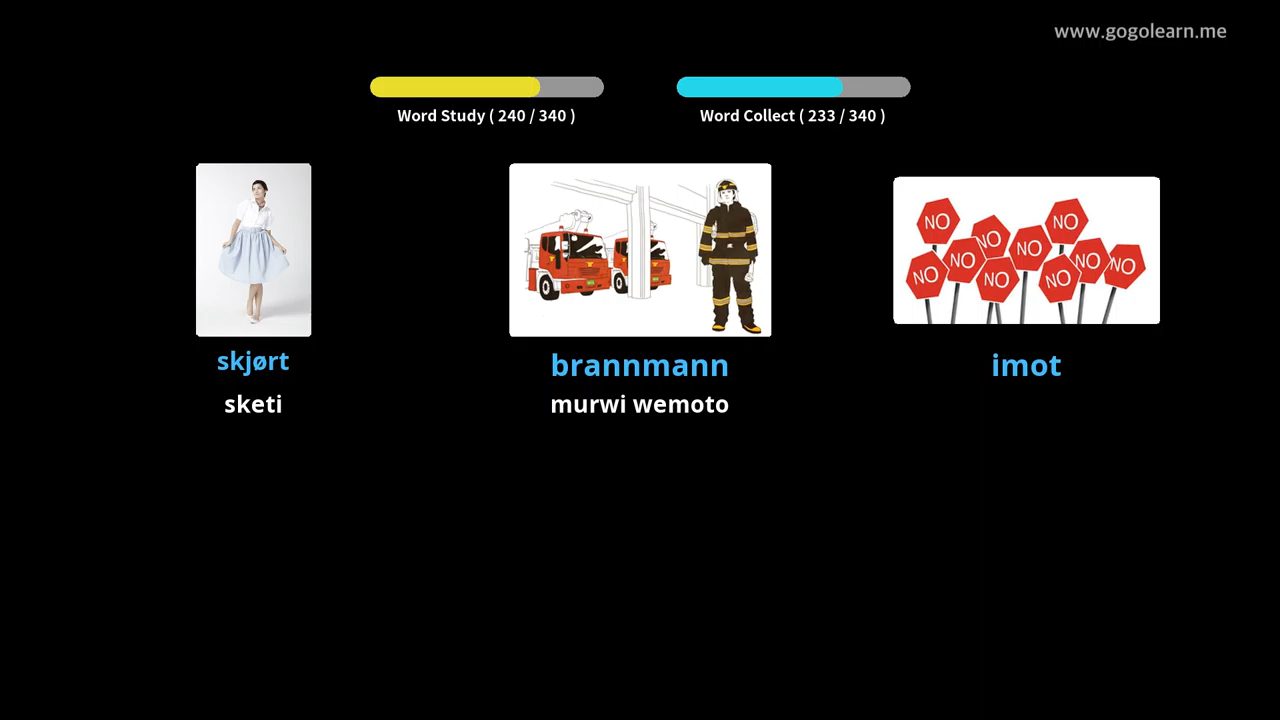 www.gogolearn.me
Word Study ( 240 / 340 )
Word Collect ( 233 / 340 )
NO
NO
NO
NO
NO
NO
NO
NO
NO
NO
skjørt
brannmann
imot
sketi
murwi wemoto